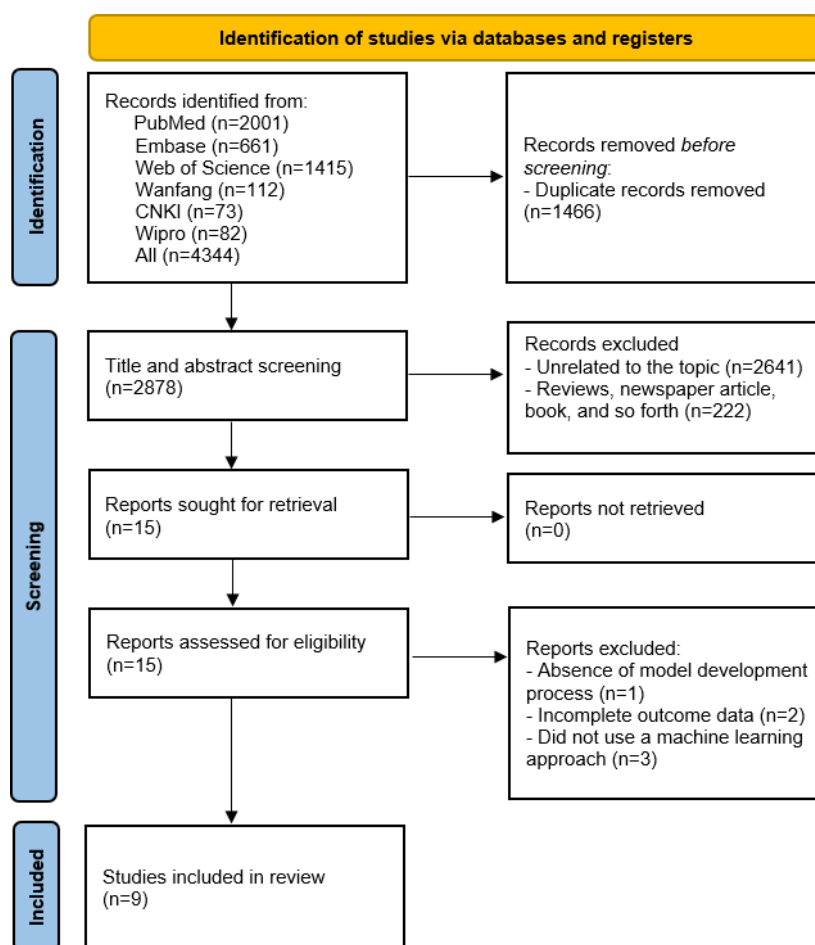 Identification of studies via databases and registers
Identification
Records identified from:
PubMed (n=2001)
Embase (n=661)
Web of Science (n=1415)
Wanfang (n=112)
CNKI (n=73)
Wipro (n=82)
All (n=4344)
Records removed before
screening:
- Duplicate records removed
(n=1466)
Screening
Title and abstract screening
(n=2878)
Records excluded
- Unrelated to the topic (n=2641)
- Reviews, newspaper article,
book, and so forth (n=222)
Reports sought for retrieval
(n=15)
Reports not retrieved
(n=0)
Reports assessed for eligibility
(n=15)
Reports excluded:
- Absence of model development
process (n=1)
- Incomplete outcome data (n=2)
- Did not use a machine learning
approach (n=3)
Included
Studies included in review
(n=9)